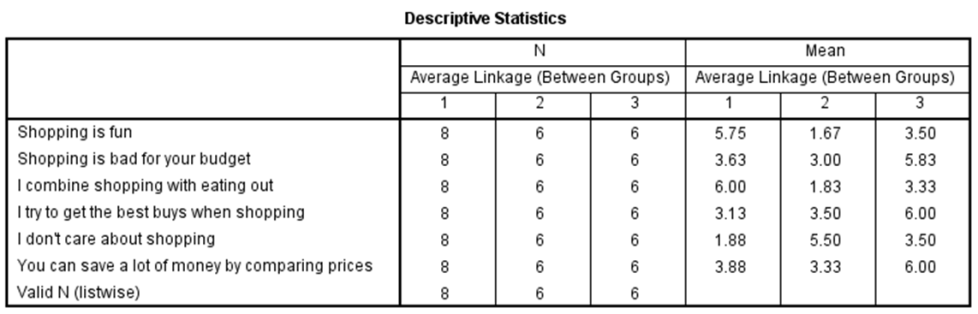 Descriptive Statistics
N Mean
Average Linkage (Between Groups) Average Linkage (Between Groups)
1 2 3 1 2 3
Shopping is fun 8 6 6 5.75 1.67 3.50
Shopping is bad for your budget 8 6 6 3.63 3.00 5.83
I combine shopping with eating out 8 6 6 6.00 1.83 3.33
I try to get the best buys when shopping 8 6 6 3.13 3.50 6.00
I don't care about shopping 8 6 6 1.88 5.50 3.50
You can save a lot of money by comparing prices 8 6 6 3.88 3.33 6.00
Valid N (listwise) 8 6 6